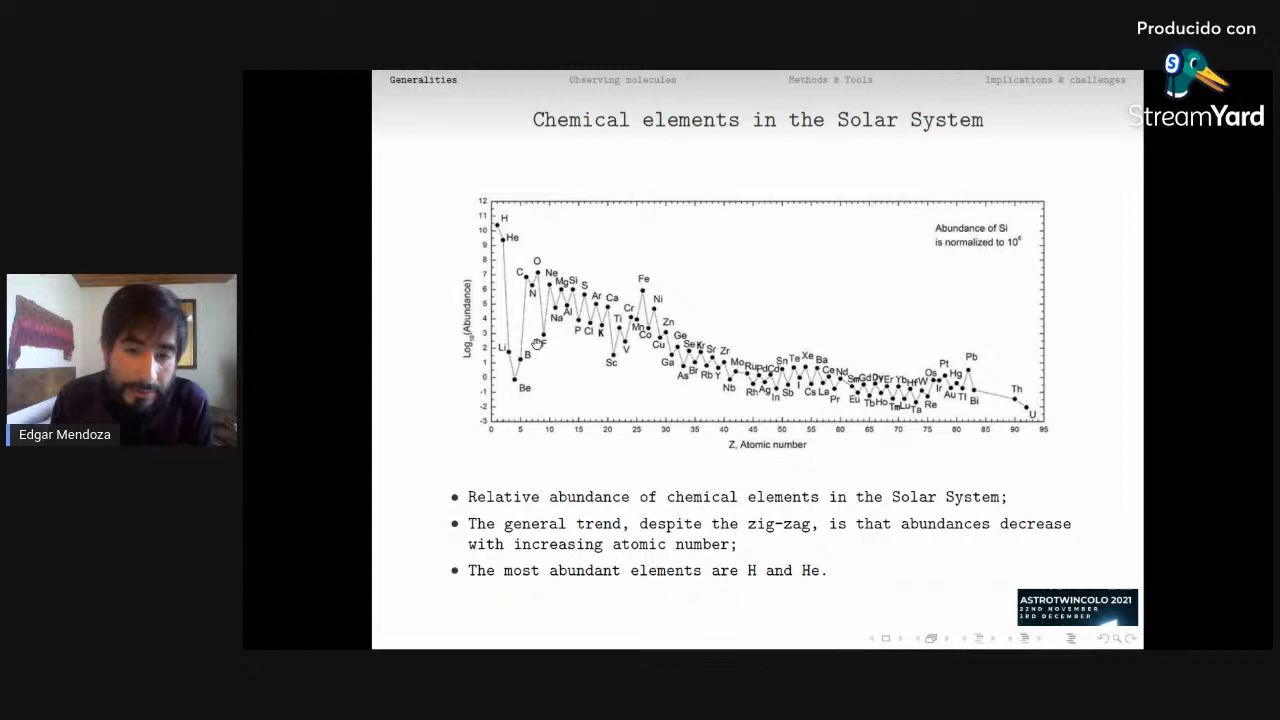 Producido con
StreamYard
Generalities
Observing molecules
Methods & Tools
Implications & challenges
Chemical elements in the Solar System
Log10(Abundance)
12
11
10
9
8
7
6
5
4
3
2
1
0
-1
-2
-3
Abundance of Si
is normalized to 10⁶
H
He
Li
Be
B
C
N
O
F
Ne
Na
Mg
Al
Si
P
S
Cl
Ar
K
Ca
Sc
Ti
V
Cr
Mn
Fe
Co
Ni
Cu
Zn
Ga
Ge
As
Se
Br
Kr
Rb
Sr
Y
Zr
Nb
Mo
Ru
Rh
Pd
Ag
Cd
In
Sn
Sb
Te
I
Xe
Cs
Ba
La
Ce
Pr
Nd
Sm
Eu
Gd
Tb
Dy
Ho
Er
Tm
Yb
Lu
Hf
Ta
W
Re
Os
Ir
Pt
Au
Hg
Tl
Pb
Bi
Th
U
0 5 10 15 20 25 30 35 40 45 50 55 60 65 70 75 80 85 90 95
Z, Atomic number
• Relative abundance of chemical elements in the Solar System;
• The general trend, despite the zig-zag, is that abundances decrease
with increasing atomic number;
• The most abundant elements are H and He.
Edgar Mendoza
ASTROTWINCOLO 2021
22ND NOVEMBER
3RD DECEMBER